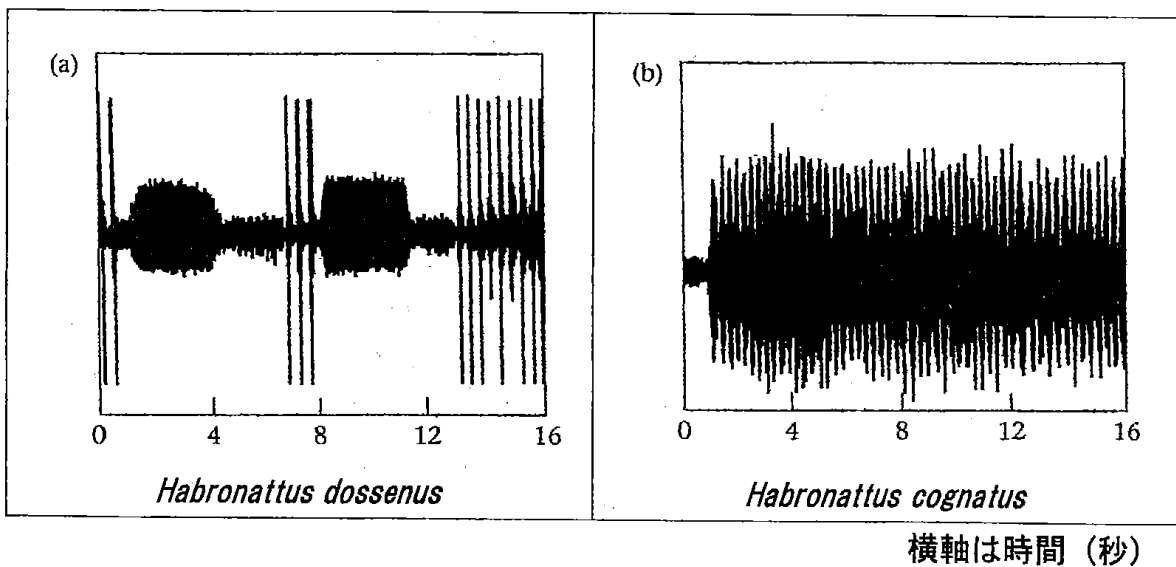 (a)
0 4 8 12 16
Habronattus dossenus
(b)
0 4 8 12 16
Habronattus cognatus
横軸は時間（秒）